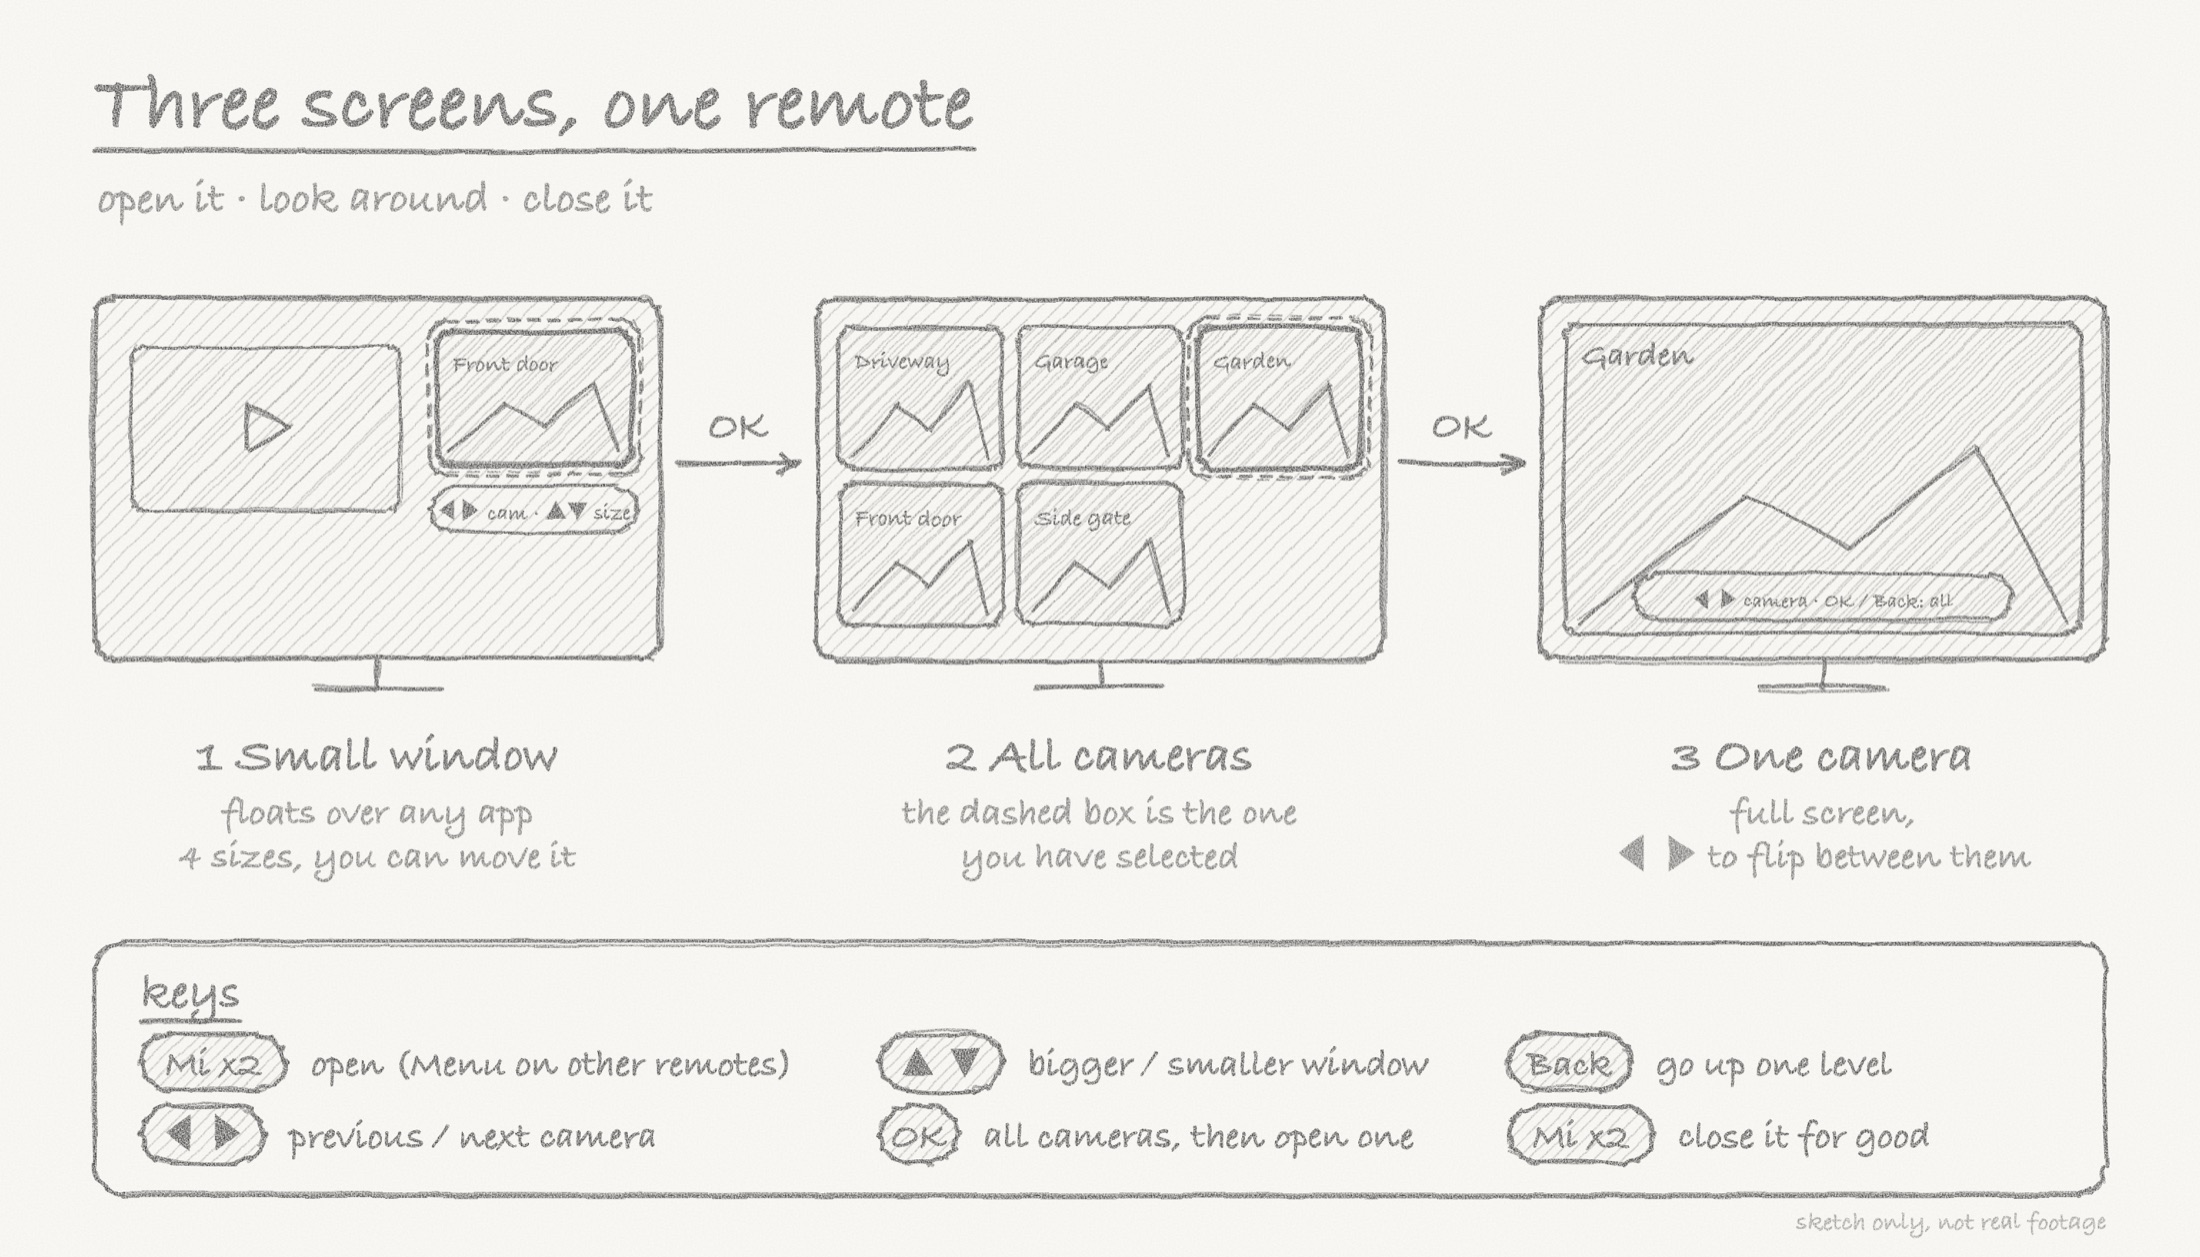 Three screens, one remote
open it · look around · close it
Front door
◀ ▶ cam · ▲▼ size
OK
Driveway
Garage
Garden
Front door
Side gate
OK
Garden
◀ ▶ camera · OK / Back: all
1 Small window
floats over any app
4 sizes, you can move it
2 All cameras
the dashed box is the one
you have selected
3 One camera
full screen,
◀ ▶ to flip between them
keys
Mi x2 open (Menu on other remotes)
▲ ▼ bigger / smaller window
Back go up one level
◀ ▶ previous / next camera
OK all cameras, then open one
Mi x2 close it for good
sketch only, not real footage